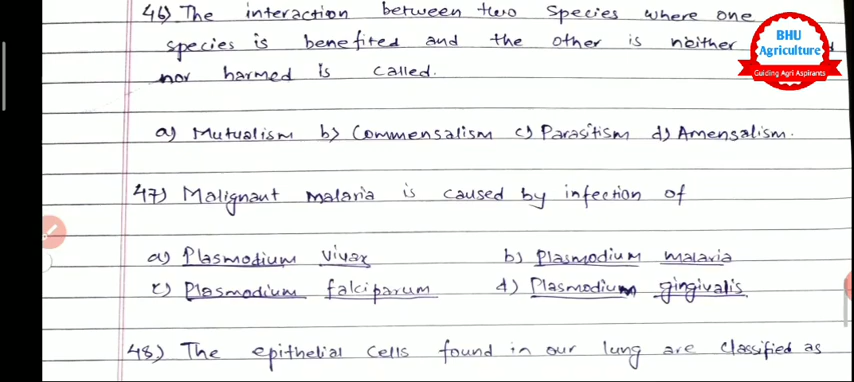 46) The interaction between two species where one
species is benefited and the other is neither
nor harmed is called.
a) Mutualism b) Commensalism c) Parasitism d) Amensalism.
47) Malignant malaria is caused by infection of
a) Plasmodium vivax b) Plasmodium malaria
c) Plasmodium falciparum d) Plasmodium gingivalis
48) The epithelial cells found in our lung are classified as
BHU
Agriculture
Guiding Agri Aspirants